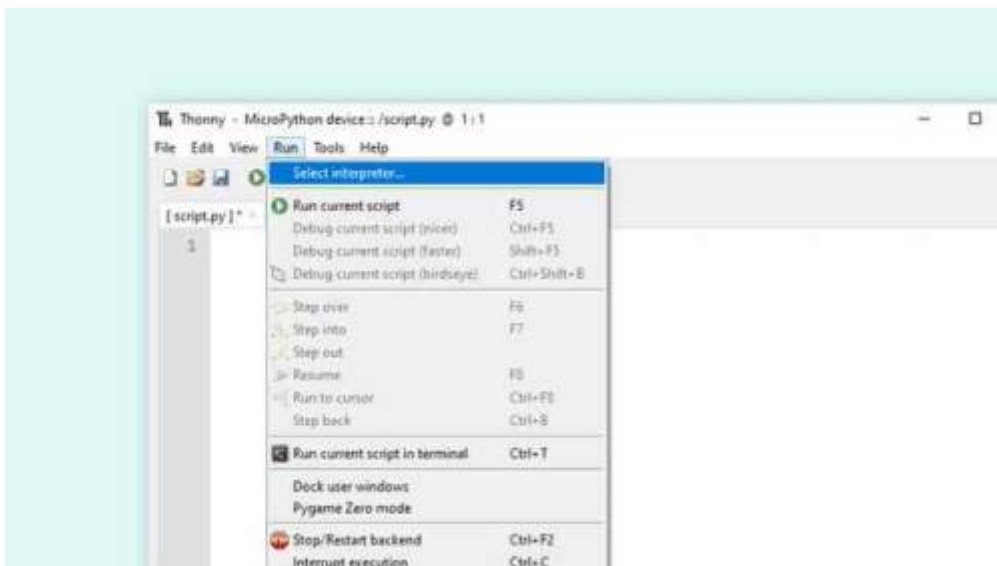 Thonny - MicroPython device :: /script.py @ 1 : 1
File Edit View Run Tools Help
Select interpreter...
[ script.py ] *
Run current script F5
1
Debug current script (nicer) Ctrl+F5
Debug current script (faster) Shift+F5
Debug current script (birdseye) Ctrl+Shift+B
Step over F6
Step into F7
Step out
Resume F8
Run to cursor Ctrl+F8
Step back Ctrl+B
Run current script in terminal Ctrl+T
Dock user windows
Pygame Zero mode
Stop/Restart backend Ctrl+F2
Interrupt execution Ctrl+C